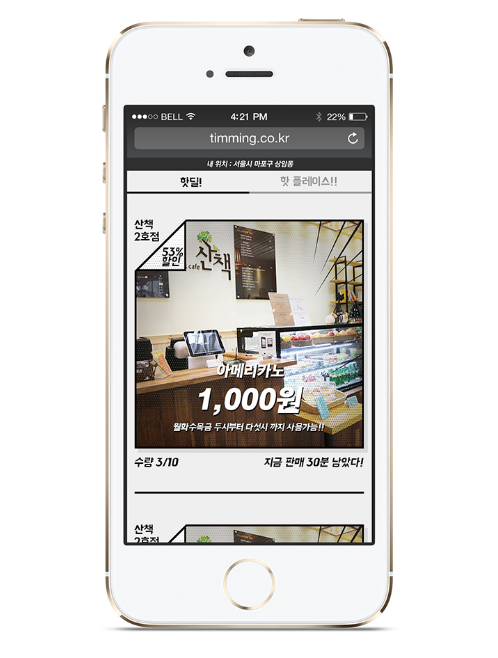 BELL 4:21 PM 22%
timming.co.kr
내 위치 : 서울시 마포구 상암동
핫딜! 핫 플레이스!!
산책
2호점
53%
할인
cafe 산책
아메리카노
1,000원
월화수목금 두시부터 다섯시 까지 사용가능!!
수량 3/10 지금 판매 30분 남았다!
산책
2호점